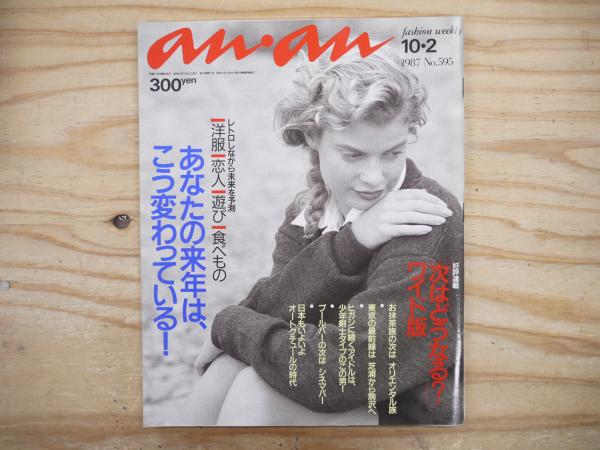 an・an
fashion weekly
10・2
1987 No.595
300yen
レトロしながら未来を予測
洋服
恋人
遊び
食べもの
あなたの来年は、
こう変わっている!
好評連載
次はどうなる?
ワイド版
お抹茶族の次は オリエンタル族
東京の最前線は 芝浦から駒沢へ
ヒガシに続くアイドルは、
少年剣士タイプのこの男!
プールバーの次は シネマバー
日本もいよいよ
オートクチュールの時代